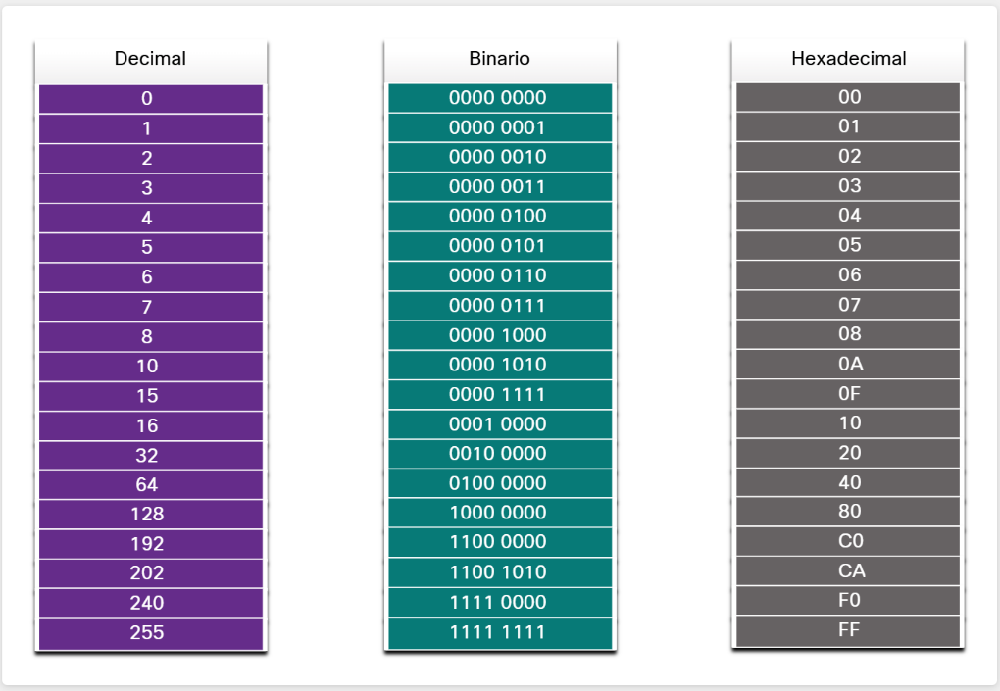 Decimal Binario Hexadecimal
0 0000 0000 00
1 0000 0001 01
2 0000 0010 02
3 0000 0011 03
4 0000 0100 04
5 0000 0101 05
6 0000 0110 06
7 0000 0111 07
8 0000 1000 08
10 0000 1010 0A
15 0000 1111 0F
16 0001 0000 10
32 0010 0000 20
64 0100 0000 40
128 1000 0000 80
192 1100 0000 C0
202 1100 1010 CA
240 1111 0000 F0
255 1111 1111 FF